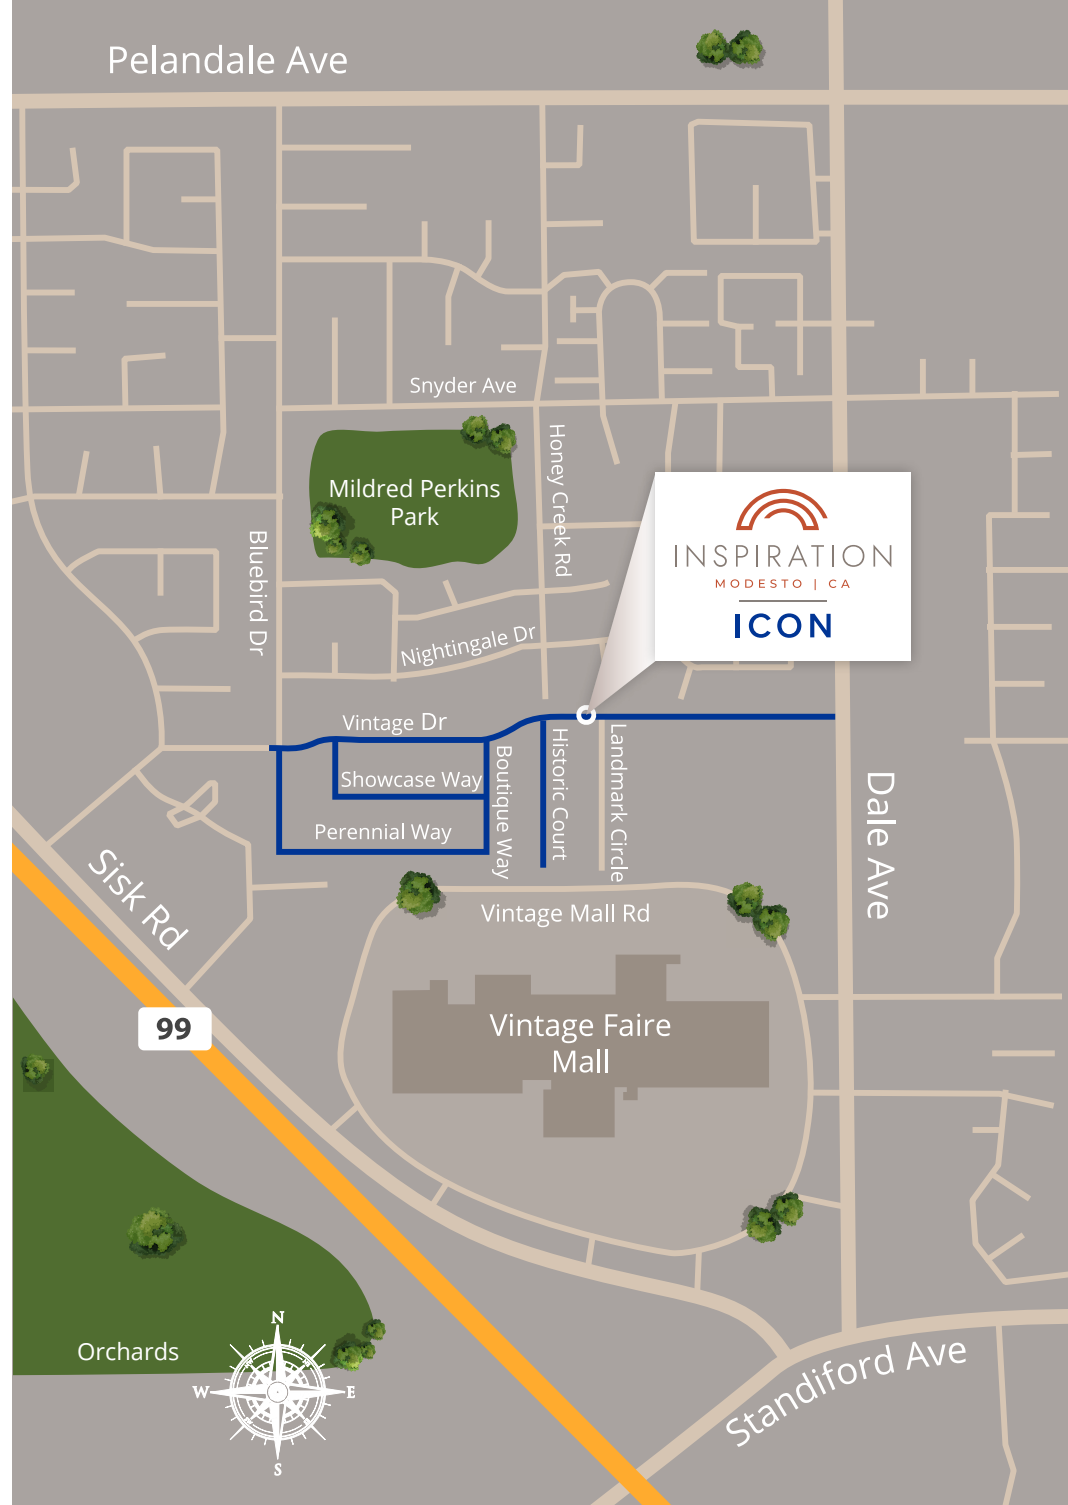 Pelandale Ave
Snyder Ave
Honey Creek Rd
Mildred Perkins
Park
INSPIRATION
MODESTO | CA
ICON
Bluebird Dr
Nightingale Dr
Vintage Dr
Showcase Way
Perennial Way
Boutique Way
Historic Court
Landmark Circle
Dale Ave
Sisk Rd
Vintage Mall Rd
99
Vintage Faire
Mall
Orchards
N
W
E
S
Standiford Ave